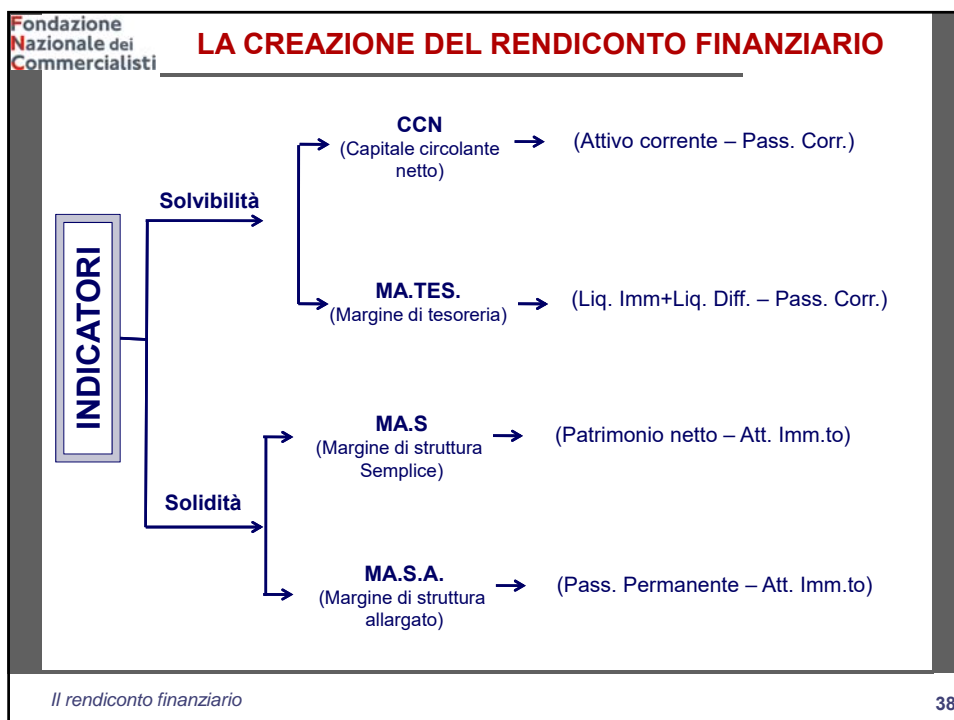 Fondazione
Nazionale dei
Commercialisti
LA CREAZIONE DEL RENDICONTO FINANZIARIO
INDICATORI
Solvibilità
CCN
(Capitale circolante
netto)
(Attivo corrente – Pass. Corr.)
MA.TES.
(Margine di tesoreria)
(Liq. Imm+Liq. Diff. – Pass. Corr.)
Solidità
MA.S
(Margine di struttura
Semplice)
(Patrimonio netto – Att. Imm.to)
MA.S.A.
(Margine di struttura
allargato)
(Pass. Permanente – Att. Imm.to)
Il rendiconto finanziario
38